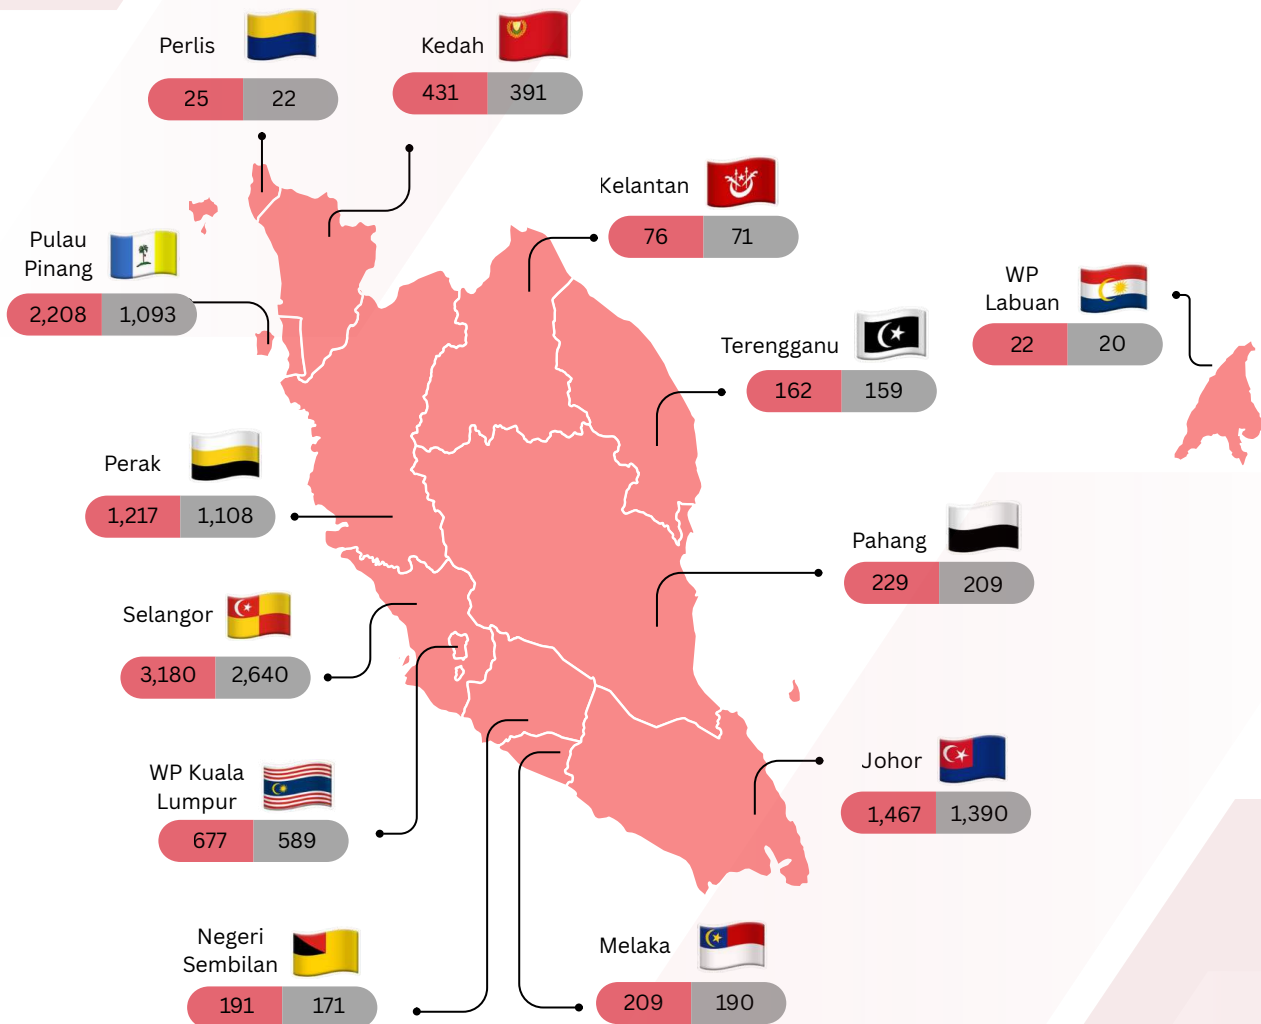 Perlis
25 22
Kedah
431 391
Kelantan
76 71
Pulau
Pinang
2,208 1,093
WP
Labuan
22 20
Terengganu
162 159
Perak
1,217 1,108
Pahang
229 209
Selangor
3,180 2,640
WP Kuala
Lumpur
677 589
Johor
1,467 1,390
Negeri
Sembilan
191 171
Melaka
209 190